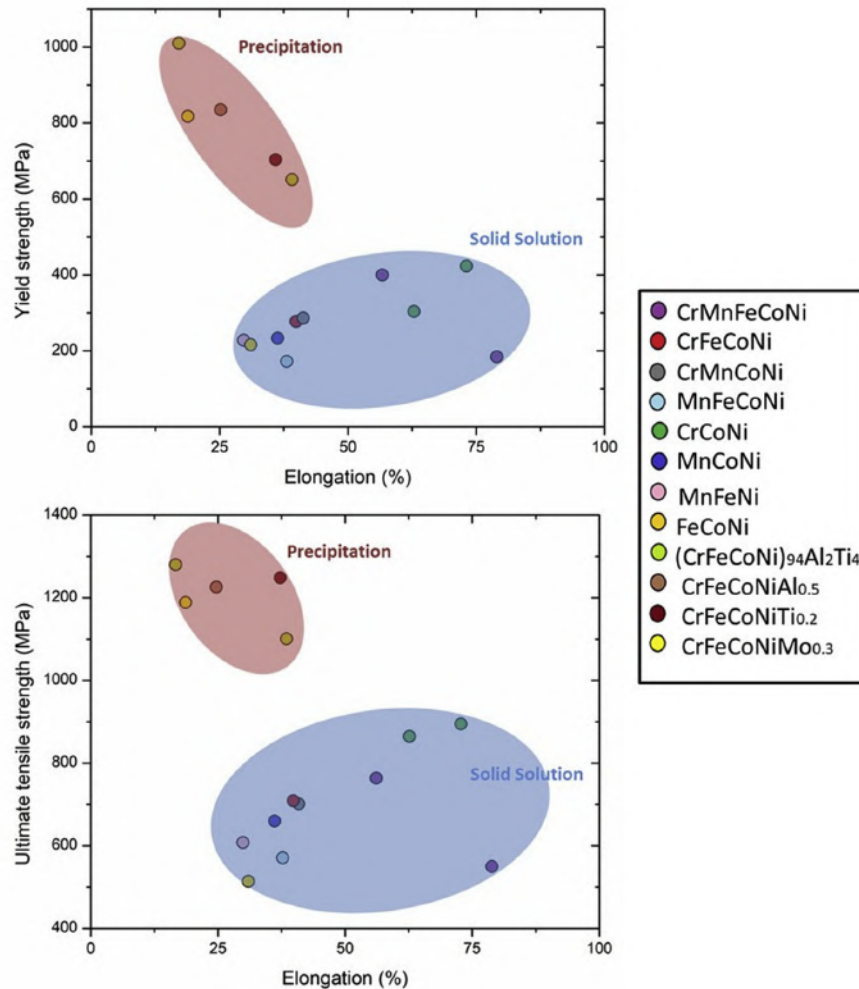 Precipitation
Solid Solution
Yield strength (MPa)
1000
800
600
400
200
0
0 25 50 75 100
Elongation (%)
CrMnFeCoNi
CrFeCoNi
CrMnCoNi
MnFeCoNi
CrCoNi
MnCoNi
MnFeNi
FeCoNi
(CrFeCoNi)94Al2Ti4
CrFeCoNiAl0.5
CrFeCoNiTi0.2
CrFeCoNiMo0.3
Precipitation
Solid Solution
Ultimate tensile strength (MPa)
1400
1200
1000
800
600
400
0 25 50 75 100
Elongation (%)